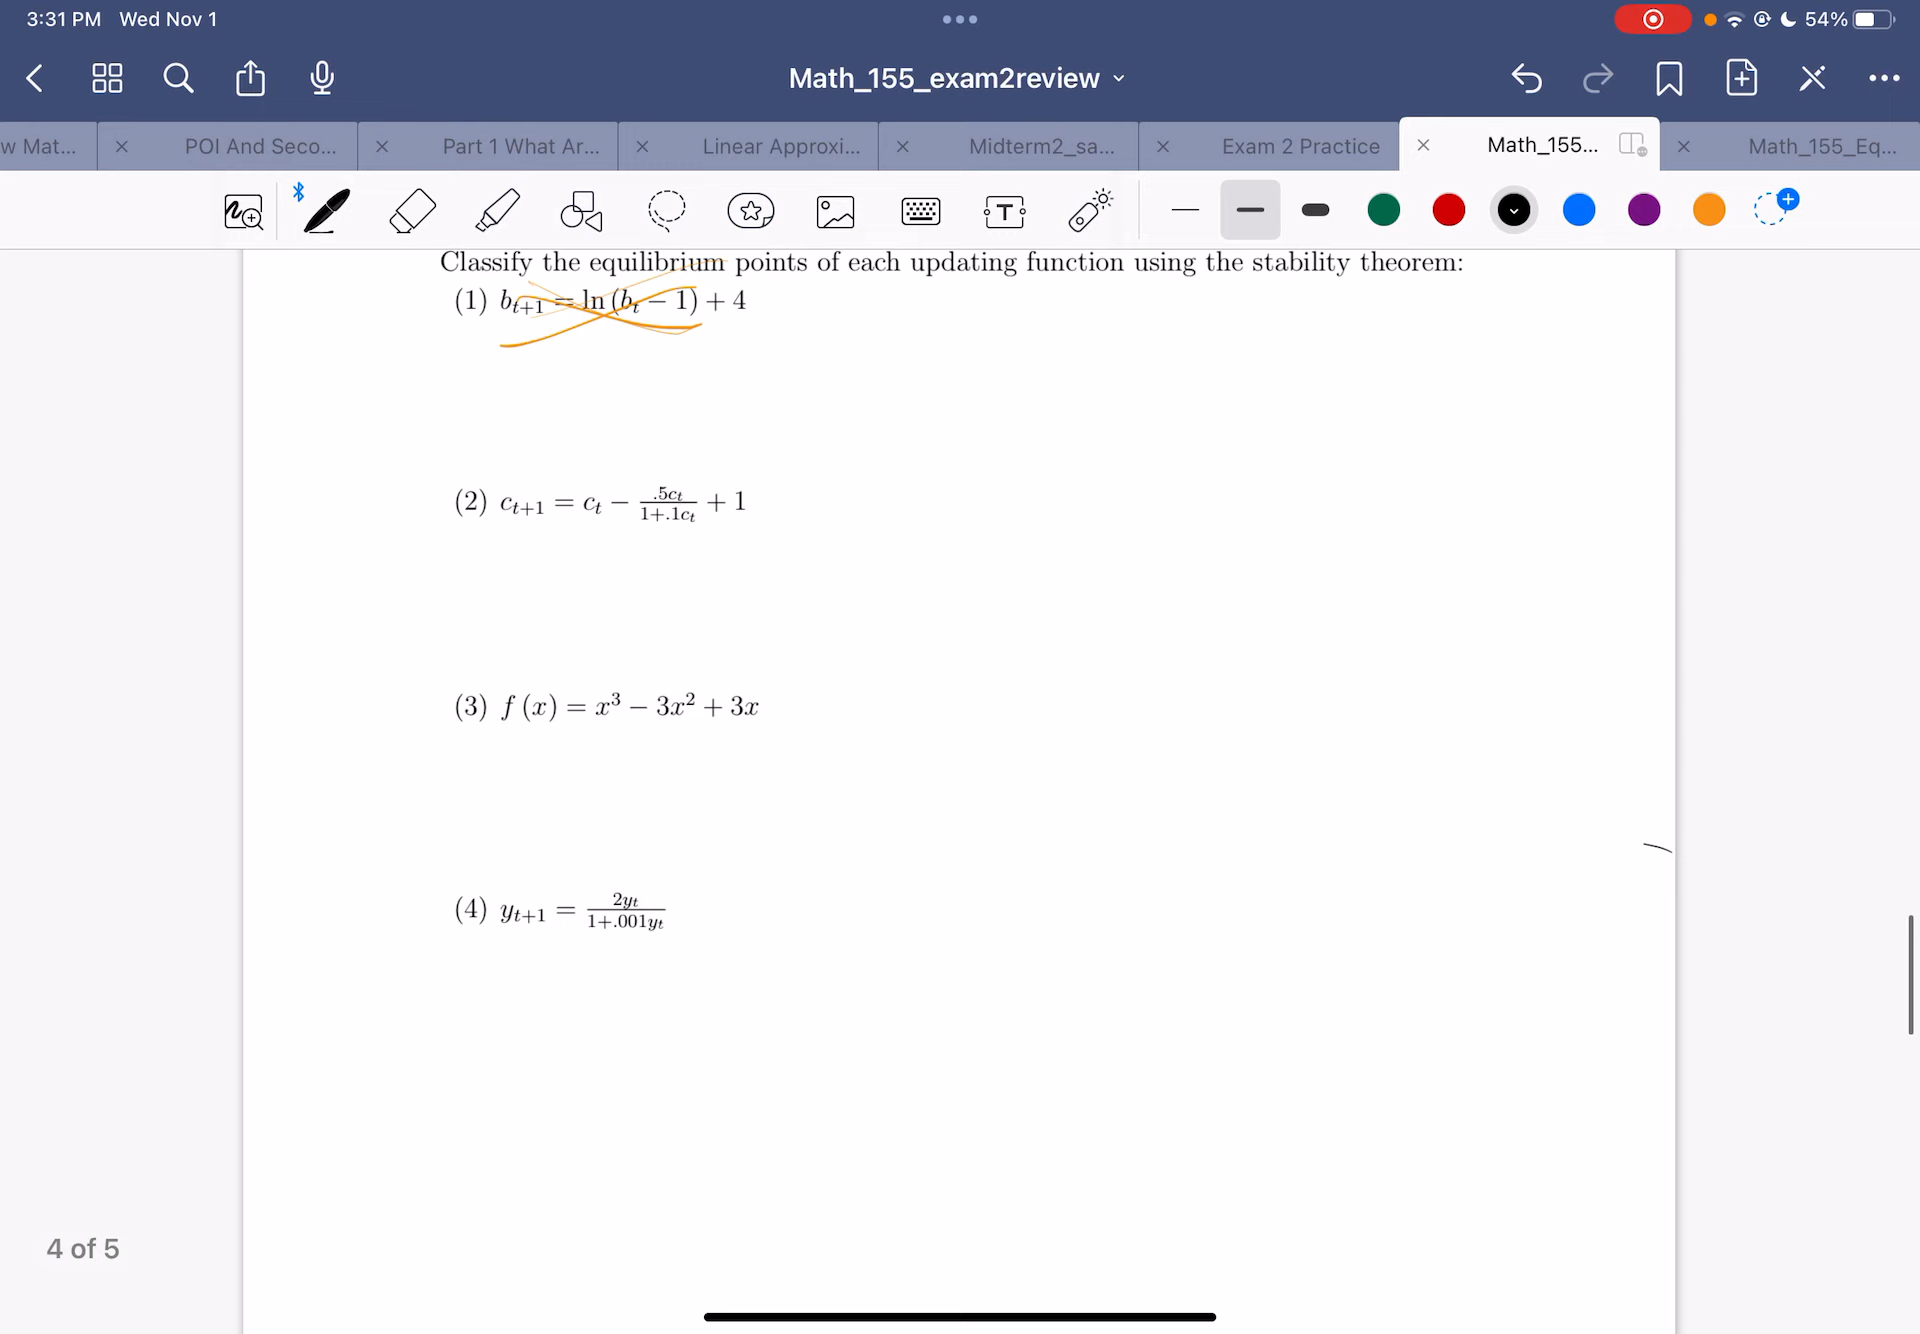 3:31 PM Wed Nov 1
54%
Math_155_exam2review
w Mat...
POI And Seco...
Part 1 What Ar...
Linear Approxi...
Midterm2_sa...
Exam 2 Practice
Math_155...
Math_155_Eq...
Classify the equilibrium points of each updating function using the stability theorem:
(1) b_{t+1} = ln (b_t − 1) + 4
(2) c_{t+1} = c_t − .5c_t / 1+.1c_t + 1
(3) f (x) = x³ − 3x² + 3x
(4) y_{t+1} = 2y_t / 1+.001y_t
4 of 5